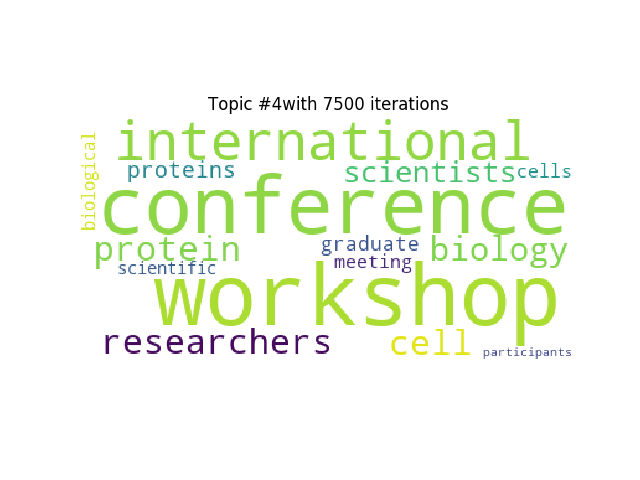 Topic #4with 7500 iterations
international
biological
proteins
scientists
cells
conference
protein
graduate
biology
scientific
meeting
workshop
researchers
cell
participants